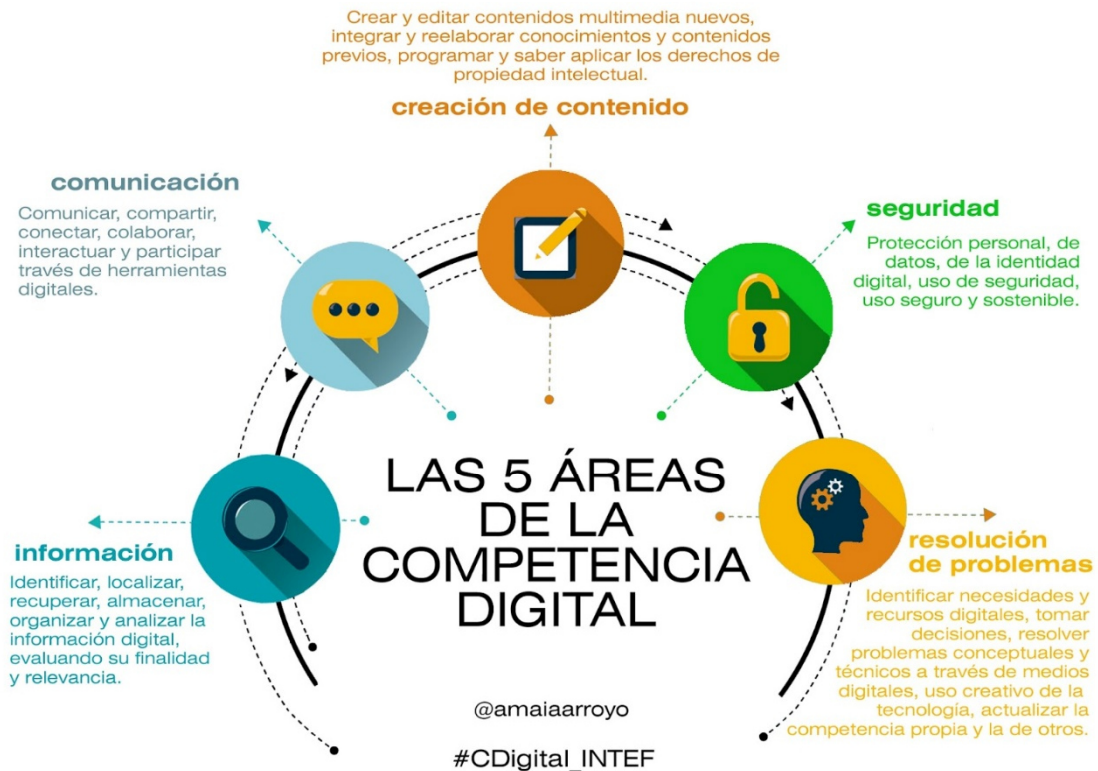 Crear y editar contenidos multimedia nuevos,
integrar y reelaborar conocimientos y contenidos
previos, programar y saber aplicar los derechos de
propiedad intelectual.
creación de contenido
comunicación
Comunicar, compartir,
conectar, colaborar,
interactuar y participar
través de herramientas
digitales.
seguridad
Protección personal, de
datos, de la identidad
digital, uso de seguridad,
uso seguro y sostenible.
LAS 5 ÁREAS
DE LA
COMPETENCIA
DIGITAL
información
Identificar, localizar,
recuperar, almacenar,
organizar y analizar la
información digital,
evaluando su finalidad
y relevancia.
resolución
de problemas
Identificar necesidades y
recursos digitales, tomar
decisiones, resolver
problemas conceptuales y
técnicos a través de medios
digitales, uso creativo de la
tecnología, actualizar la
competencia propia y la de otros.
@amaiaarroyo
#CDigital_INTEF